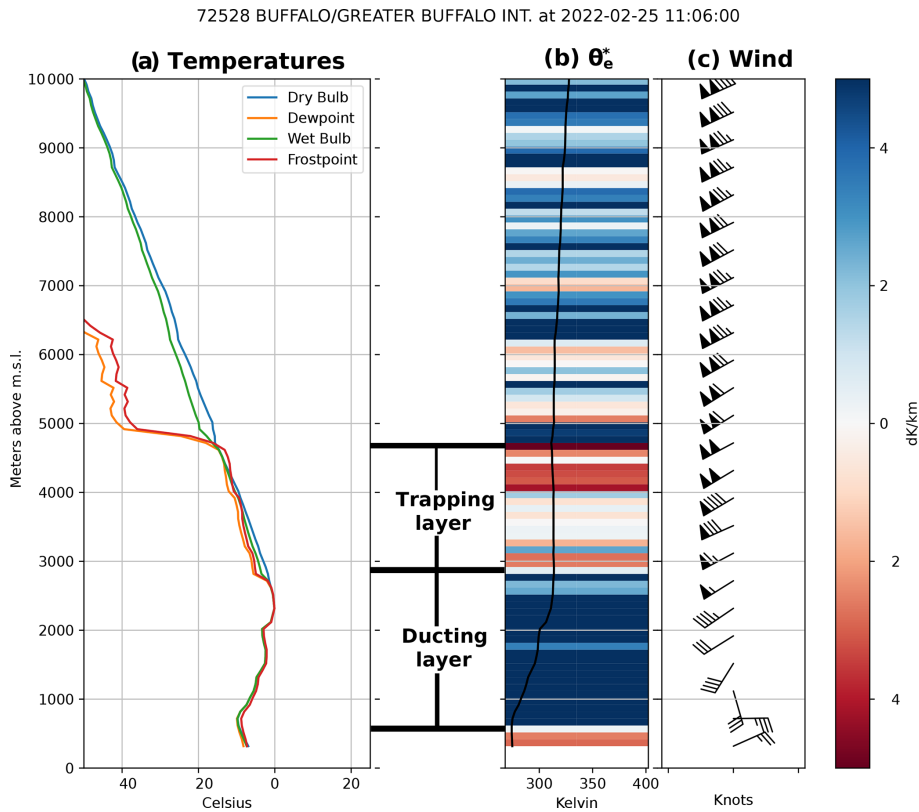 72528 BUFFALO/GREATER BUFFALO INT. at 2022-02-25 11:06:00
(a) Temperatures
(b) θ*e
(c) Wind
Dry Bulb
Dewpoint
Wet Bulb
Frostpoint
Meters above m.s.l.
10000
9000
8000
7000
6000
5000
4000
3000
2000
1000
0
40
20
0
20
Celsius
Trapping
layer
Ducting
layer
300
350
400
Kelvin
Knots
4
2
0
2
4
dK/km